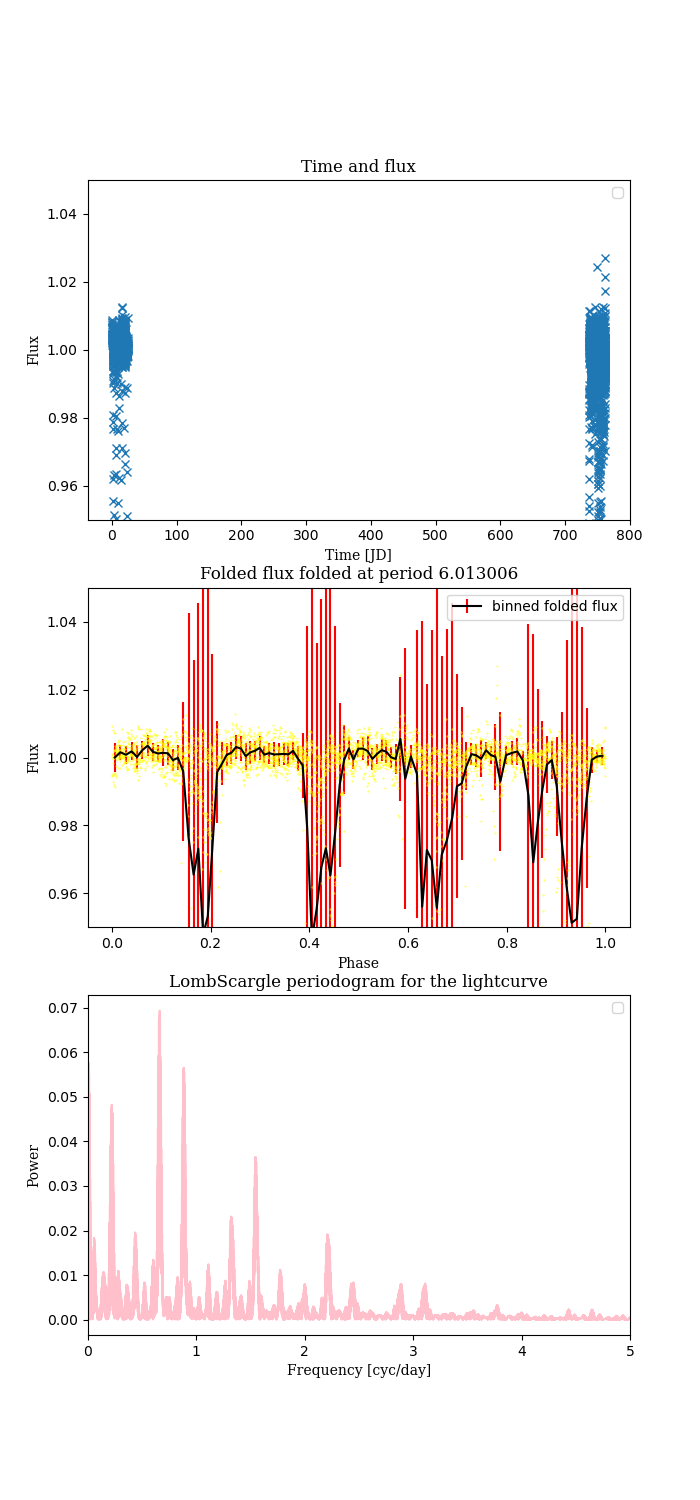 Time and flux
1.04
1.02
1.00
0.98
0.96
Flux
0 100 200 300 400 500 600 700 800
Time [JD]
Folded flux folded at period 6.013006
binned folded flux
1.04
1.02
1.00
0.98
0.96
Flux
0.0 0.2 0.4 0.6 0.8 1.0
Phase
LombScargle periodogram for the lightcurve
0.07
0.06
0.05
0.04
0.03
0.02
0.01
0.00
Power
0 1 2 3 4 5
Frequency [cyc/day]